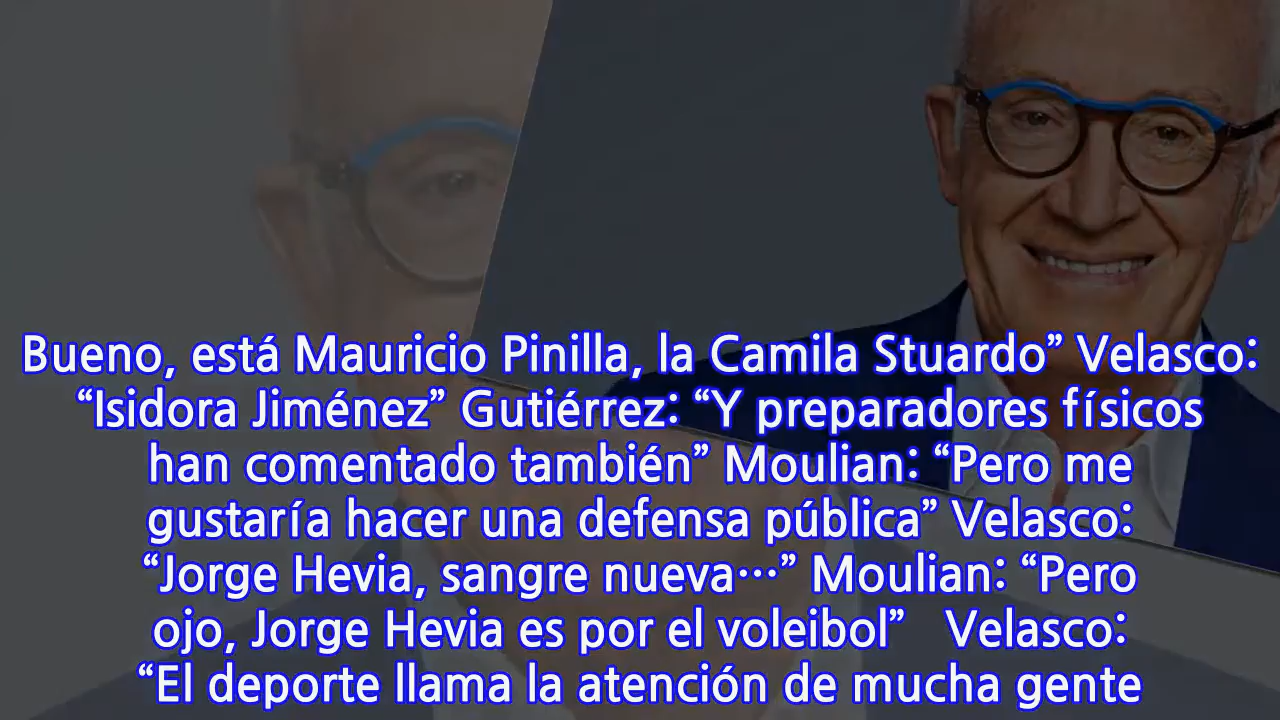 Bueno, está Mauricio Pinilla, la Camila Stuardo” Velasco:
“Isidora Jiménez” Gutiérrez: “Y preparadores físicos
han comentado también” Moulian: “Pero me
gustaría hacer una defensa pública” Velasco:
“Jorge Hevia, sangre nueva…” Moulian: “Pero
ojo, Jorge Hevia es por el voleibol” Velasco:
“El deporte llama la atención de mucha gente